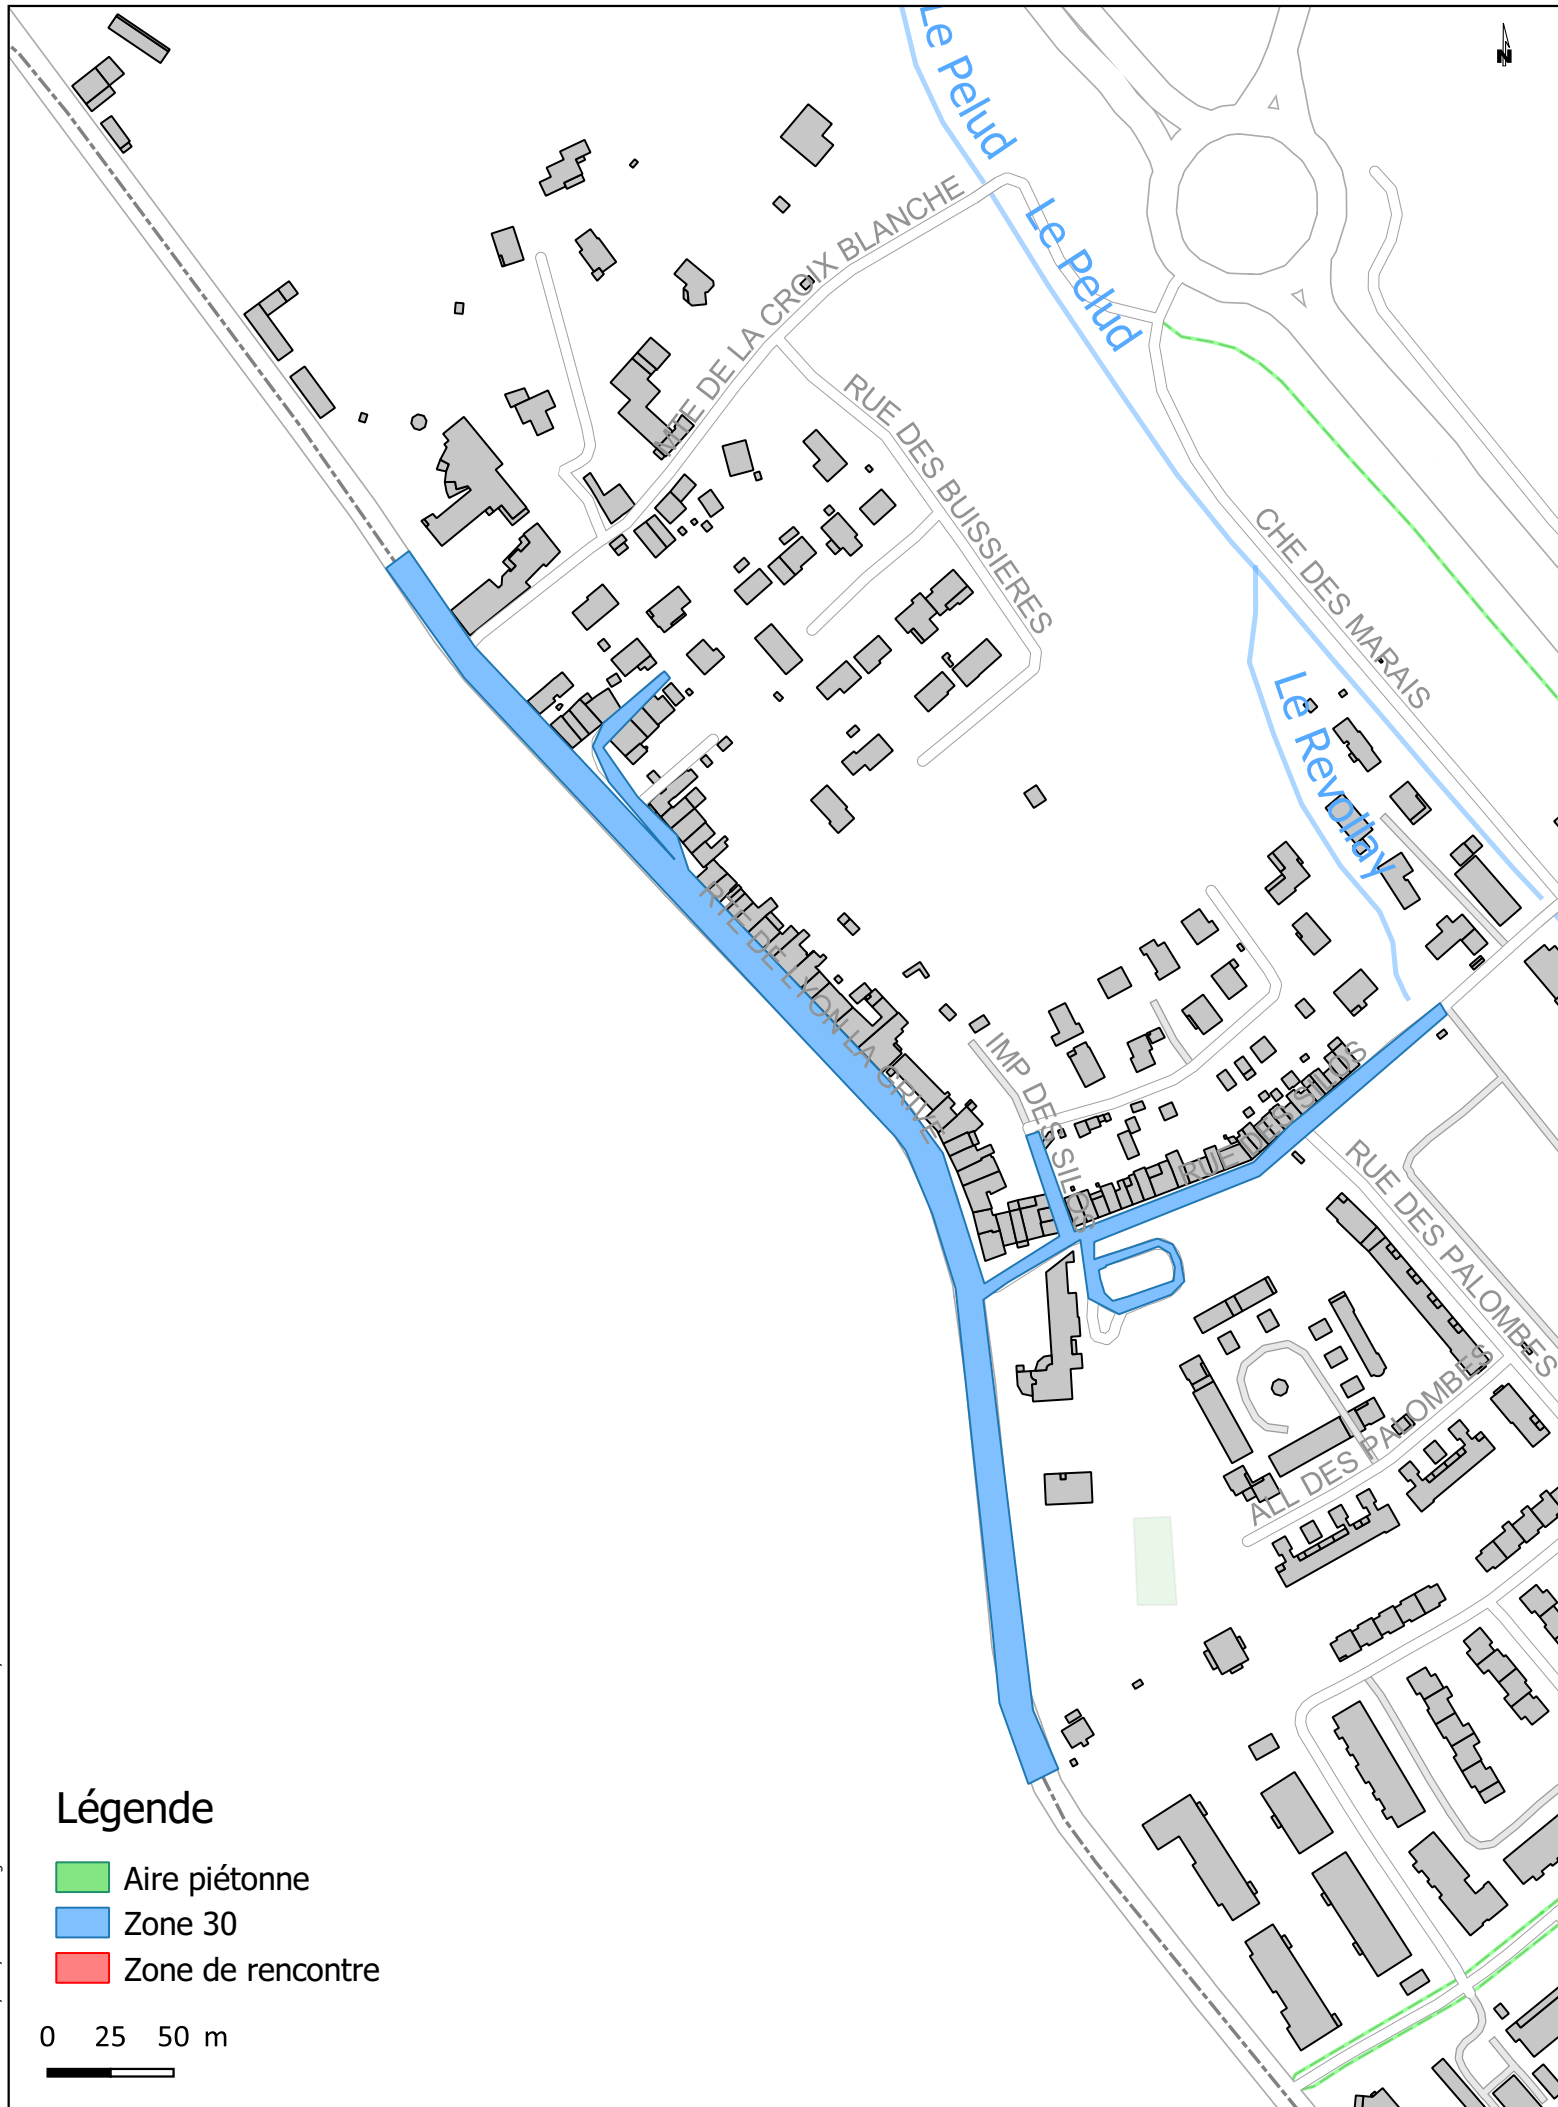 Le Pelud
N
Le Pelud
MTE DE LA CROIX BLANCHE
RUE DES BUISSIERES
CHE DES MARAIS
Le Revollay
RTE DE LYON LA GRIVE
IMP DES SILOS
RUE DES SILOS
RUE DES PALOMBES
ALL DES PALOMBES
Légende
Aire piétonne
Zone 30
Zone de rencontre
0 25 50 m